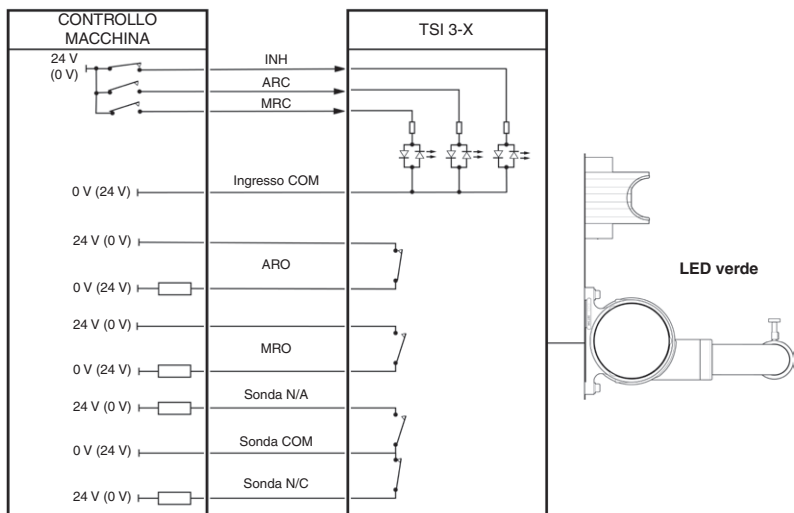 CONTROLLO
MACCHINA
TSI 3-X
24 V
(0 V)
INH
ARC
MRC
Ingresso COM
0 V (24 V)
24 V (0 V)
ARO
0 V (24 V)
24 V (0 V)
MRO
0 V (24 V)
Sonda N/A
24 V (0 V)
Sonda COM
0 V (24 V)
Sonda N/C
24 V (0 V)
LED verde